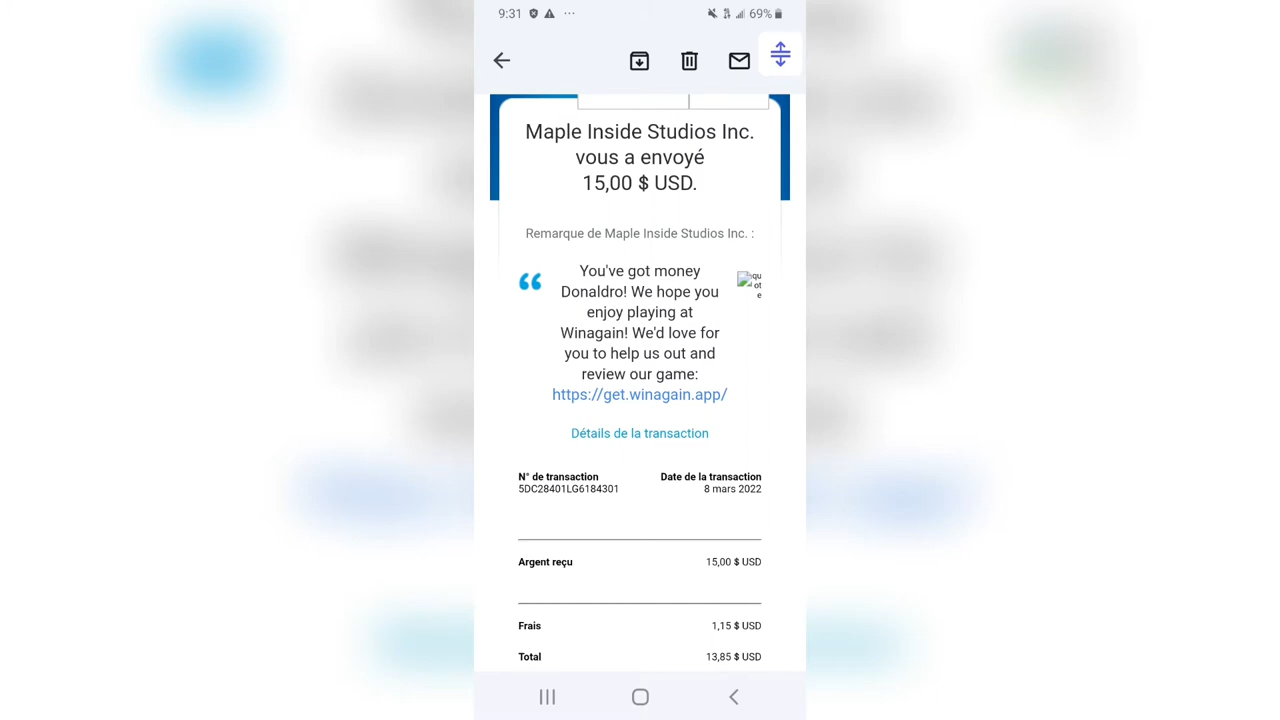 9:31 69%
Maple Inside Studios Inc.
vous a envoyé
15,00 $ USD.
Remarque de Maple Inside Studios Inc. :
You've got money
Donaldro! We hope you
enjoy playing at
Winagain! We'd love for
you to help us out and
review our game:
https://get.winagain.app/
quote
Détails de la transaction
N° de transaction Date de la transaction
5DC28401LG6184301 8 mars 2022
Argent reçu 15,00 $ USD
Frais 1,15 $ USD
Total 13,85 $ USD